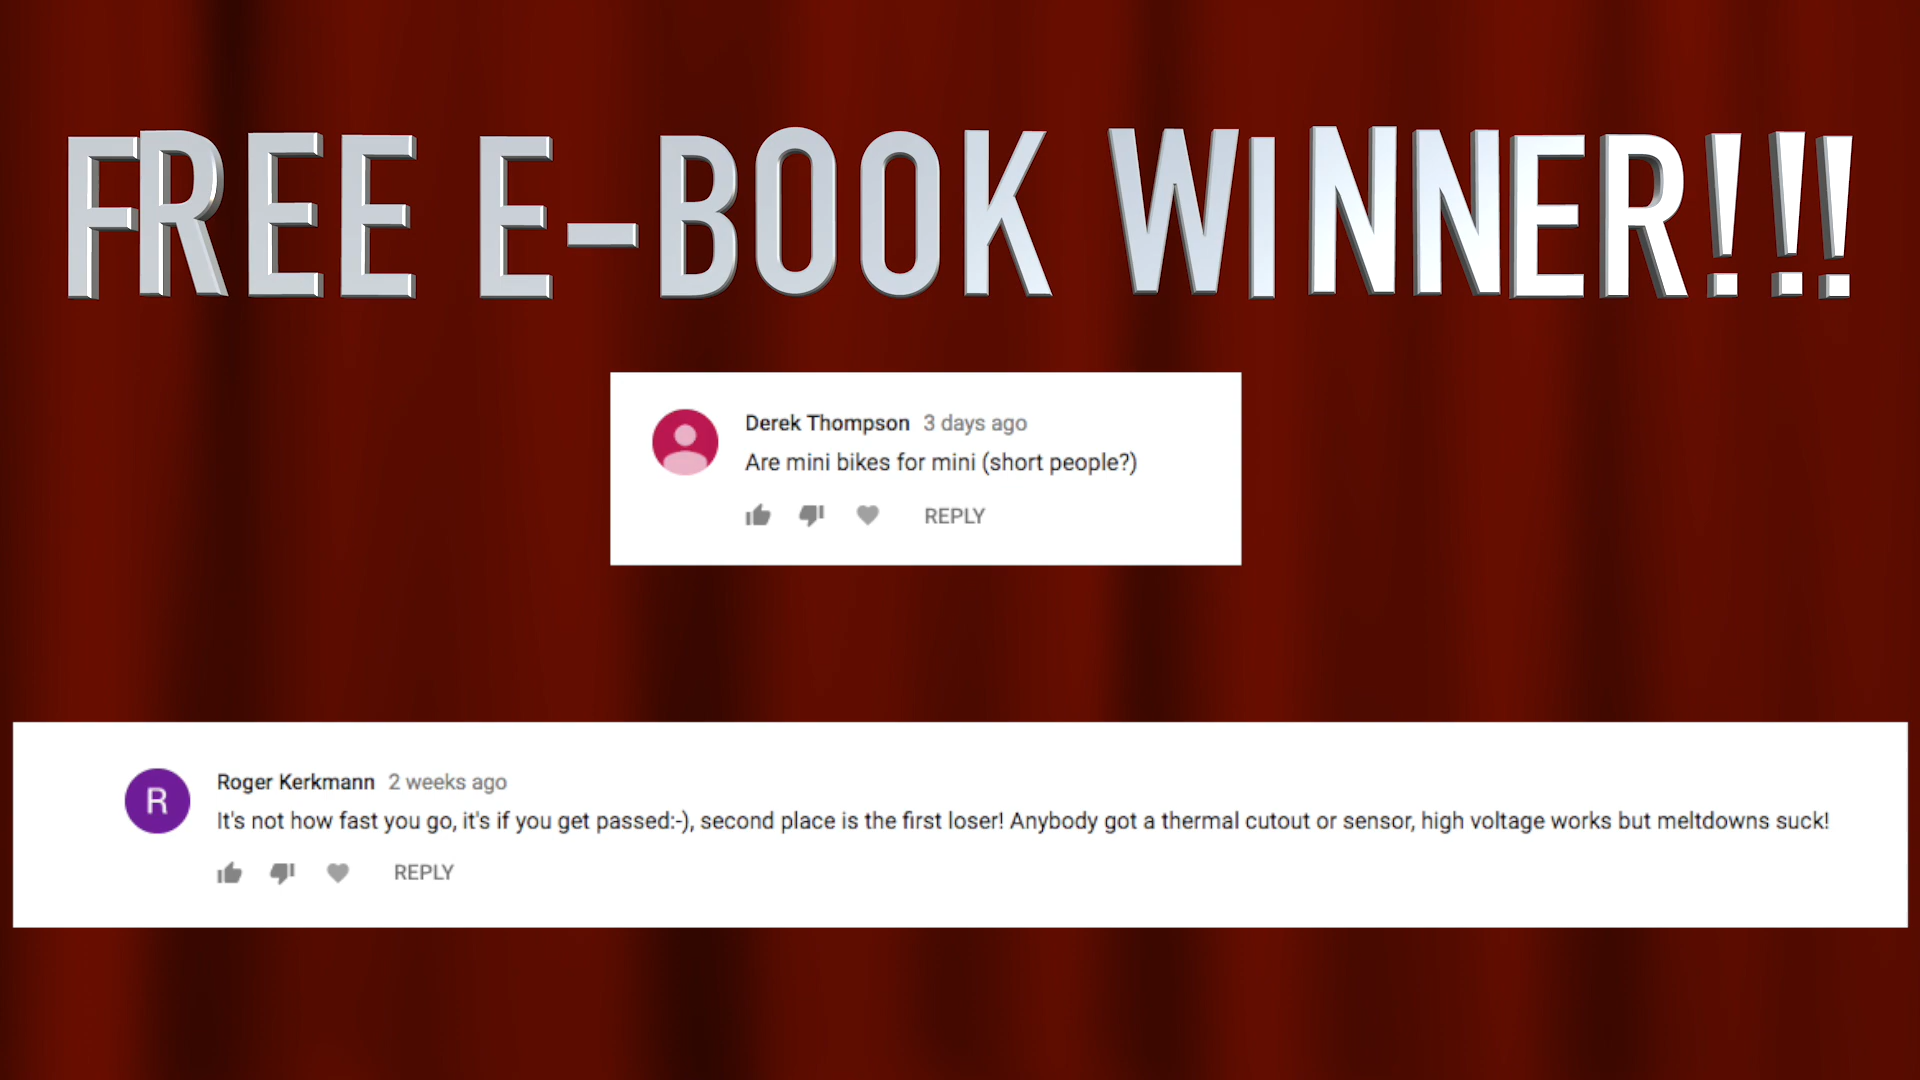 FREE E-BOOK WINNER!!!
Derek Thompson 3 days ago
Are mini bikes for mini (short people?)
REPLY
R
Roger Kerkmann 2 weeks ago
It's not how fast you go, it's if you get passed:-), second place is the first loser! Anybody got a thermal cutout or sensor, high voltage works but meltdowns suck!
REPLY